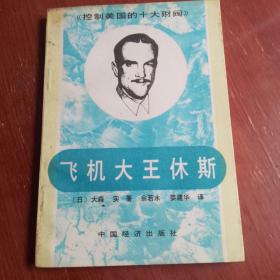 《控制美国的十大财阀》
飞机大王休斯
〔日〕大森 实 著 余若水 栾建华 译
中国经济出版社